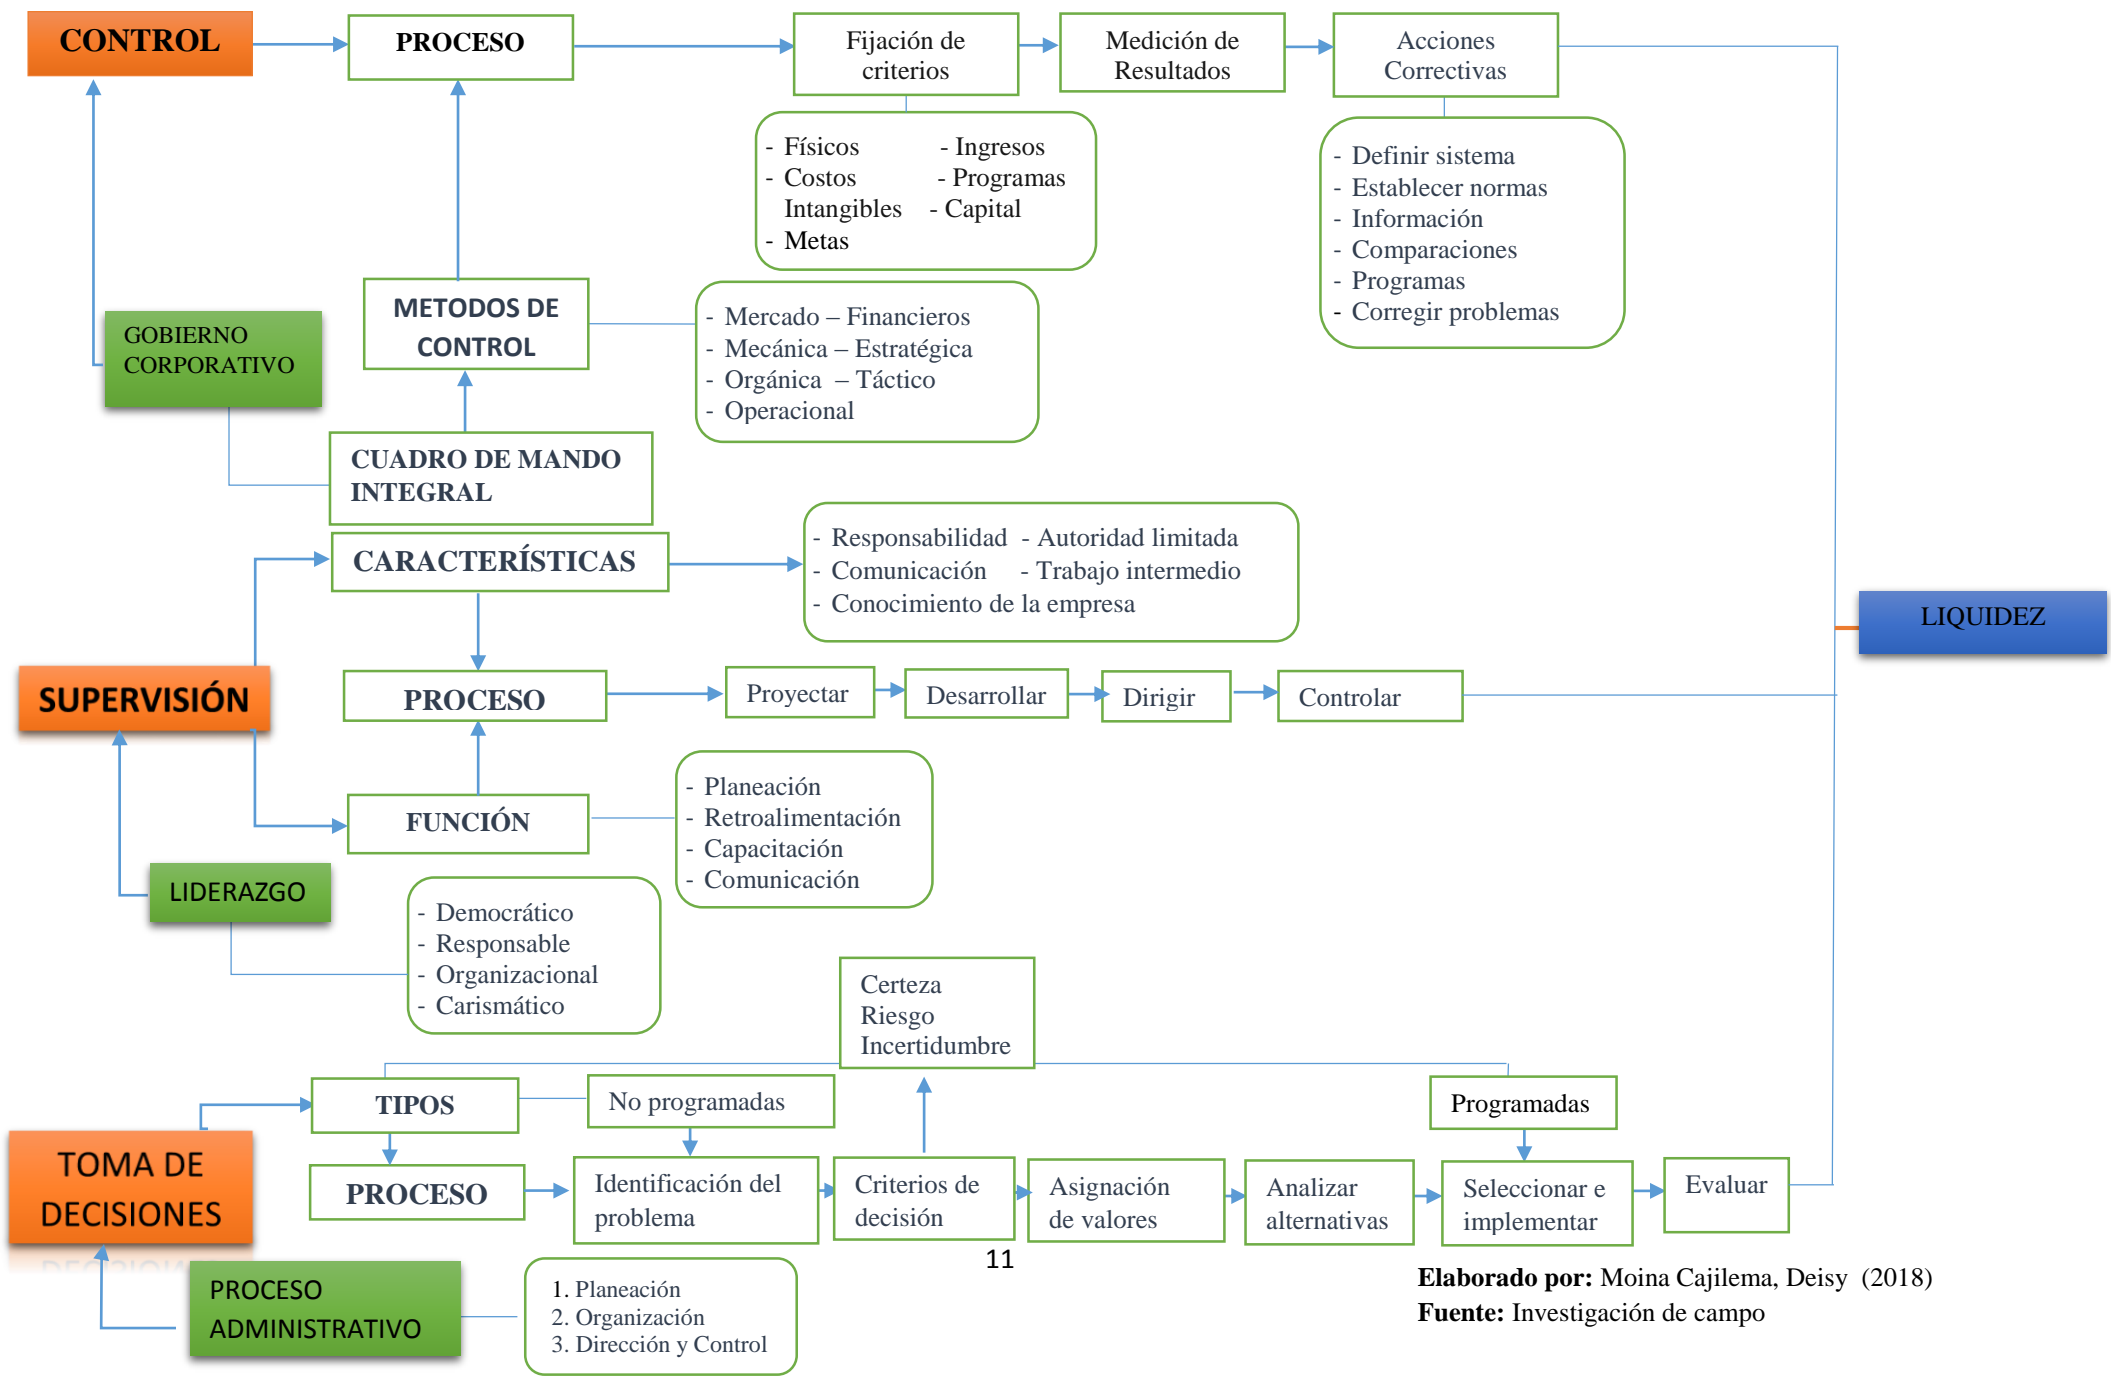 CONTROL
PROCESO
Fijación de
criterios
Medición de
Resultados
Acciones
Correctivas
- Físicos - Ingresos
- Costos - Programas
Intangibles - Capital
- Metas
- Definir sistema
- Establecer normas
- Información
- Comparaciones
- Programas
- Corregir problemas
METODOS DE
CONTROL
- Mercado – Financieros
- Mecánica – Estratégica
- Orgánica – Táctico
- Operacional
GOBIERNO
CORPORATIVO
CUADRO DE MANDO
INTEGRAL
CARACTERÍSTICAS
- Responsabilidad - Autoridad limitada
- Comunicación - Trabajo intermedio
- Conocimiento de la empresa
LIQUIDEZ
SUPERVISIÓN
PROCESO
Proyectar
Desarrollar
Dirigir
Controlar
FUNCIÓN
- Planeación
- Retroalimentación
- Capacitación
- Comunicación
LIDERAZGO
- Democrático
- Responsable
- Organizacional
- Carismático
Certeza
Riesgo
Incertidumbre
TIPOS
No programadas
Programadas
TOMA DE
DECISIONES
PROCESO
Identificación del
problema
Criterios de
decisión
Asignación
de valores
Analizar
alternativas
Seleccionar e
implementar
Evaluar
11
PROCESO
ADMINISTRATIVO
1. Planeación
2. Organización
3. Dirección y Control
Elaborado por: Moina Cajilema, Deisy (2018)
Fuente: Investigación de campo